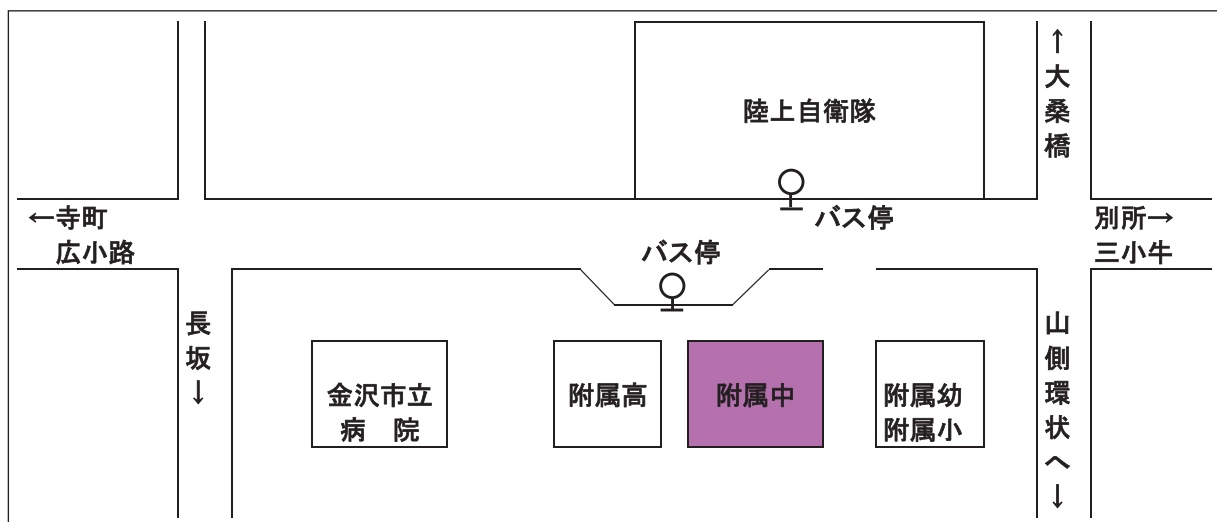 陸上自衛隊
↑大桑橋
←寺町
広小路
バス停
別所→
三小牛
バス停
長坂↓
金沢市立
病　院
附属高
附属中
附属幼
附属小
山側環状へ↓